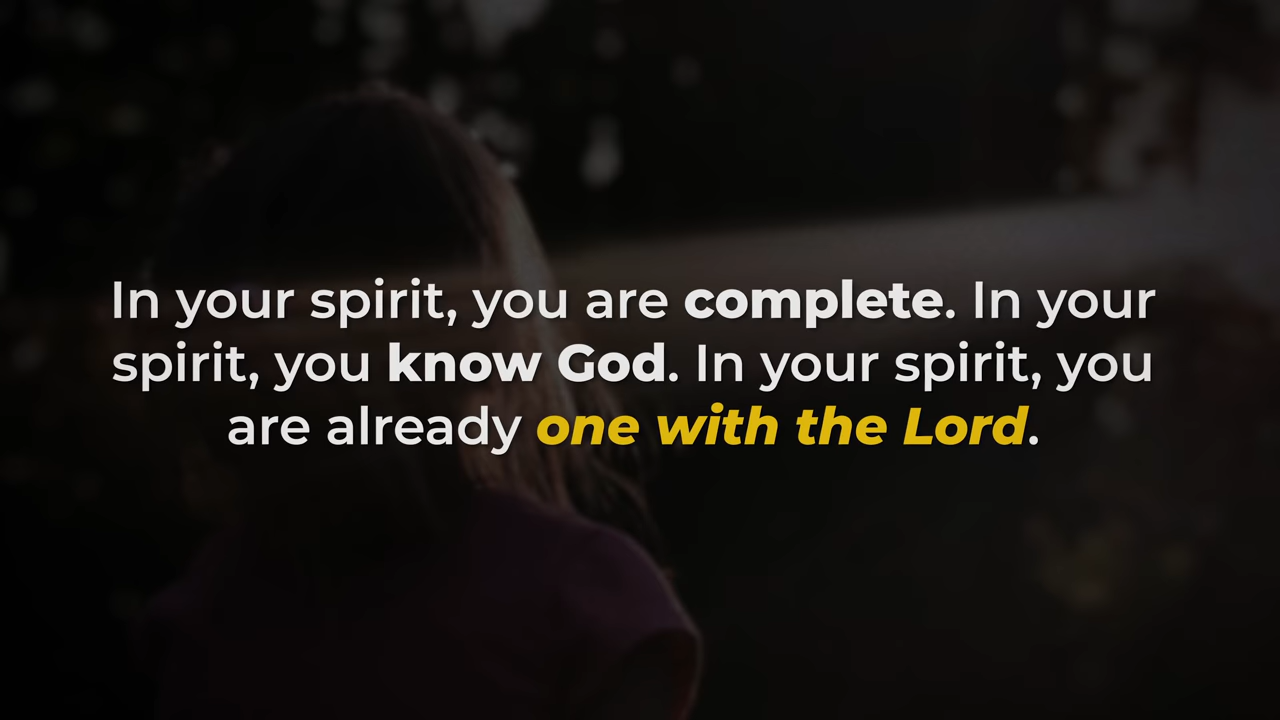 In your spirit, you are complete. In your
spirit, you know God. In your spirit, you
are already one with the Lord.